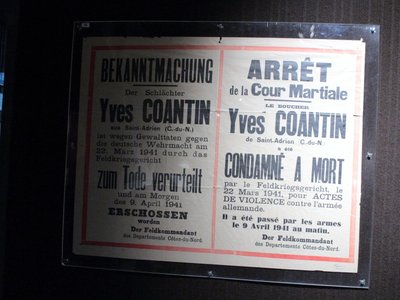 BEKANNTMACHUNG
Der Schlächter
Yves COANTIN
aus Saint-Adrien (C.-du-N.)
ist wegen Gewalttaten gegen
des deutsche Wehrmacht am
22. März 1941 durch das
Feldkriegsgericht
zum Tode verurteilt
und am Morgen
des 9. April 1941
ERSCHOSSEN
worden
Der Feldkommandant
des Departements Côtes-du-Nord.
ARRÊT
de la Cour Martiale
LE BOUCHER
Yves COANTIN
de Saint-Adrien (C.-du-N.)
a été
CONDAMNÉ A MORT
par le Feldkriegsgericht, le
22 Mars 1941, pour ACTES
DE VIOLENCE contre l'armée
allemande.
Il a été passé par les armes
le 9 Avril 1941 au matin.
Der Feldkommandant
des Departements Côtes-du-Nord.